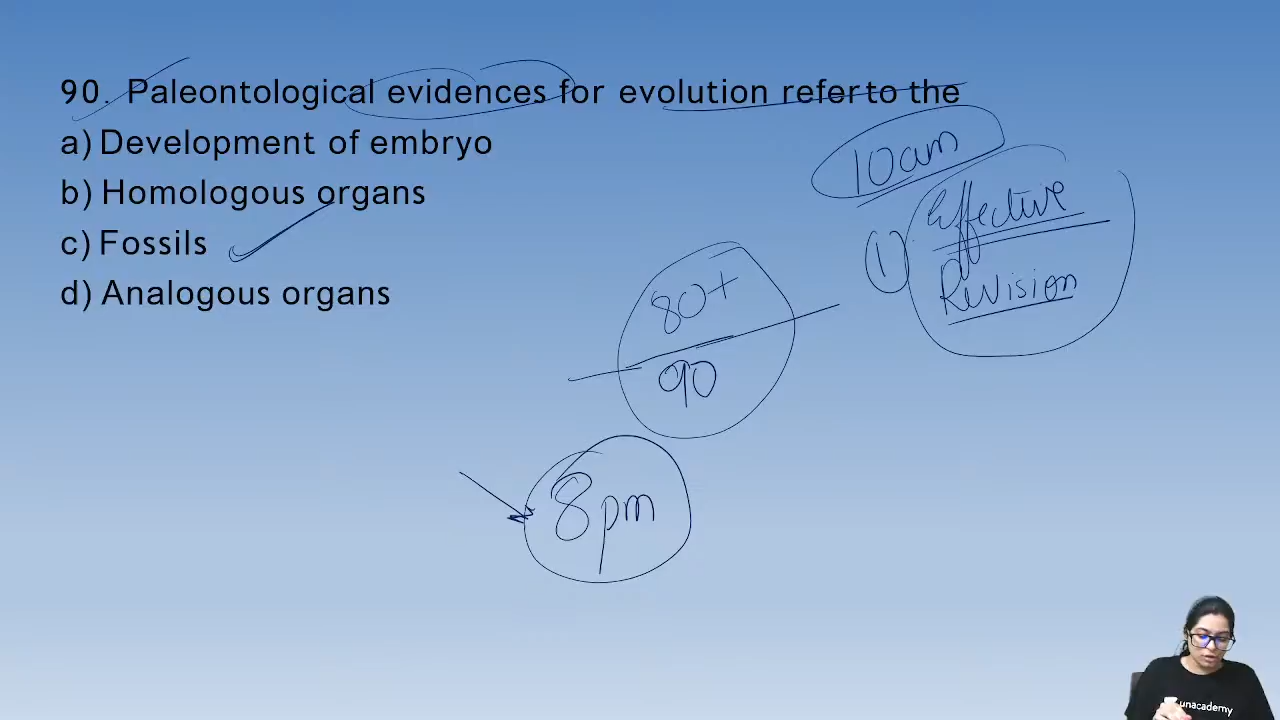 90. Paleontological evidences for evolution refer to the
a) Development of embryo
b) Homologous organs
c) Fossils
d) Analogous organs
10am
1 Effective
Revision
80+
90
8pm
unacademy